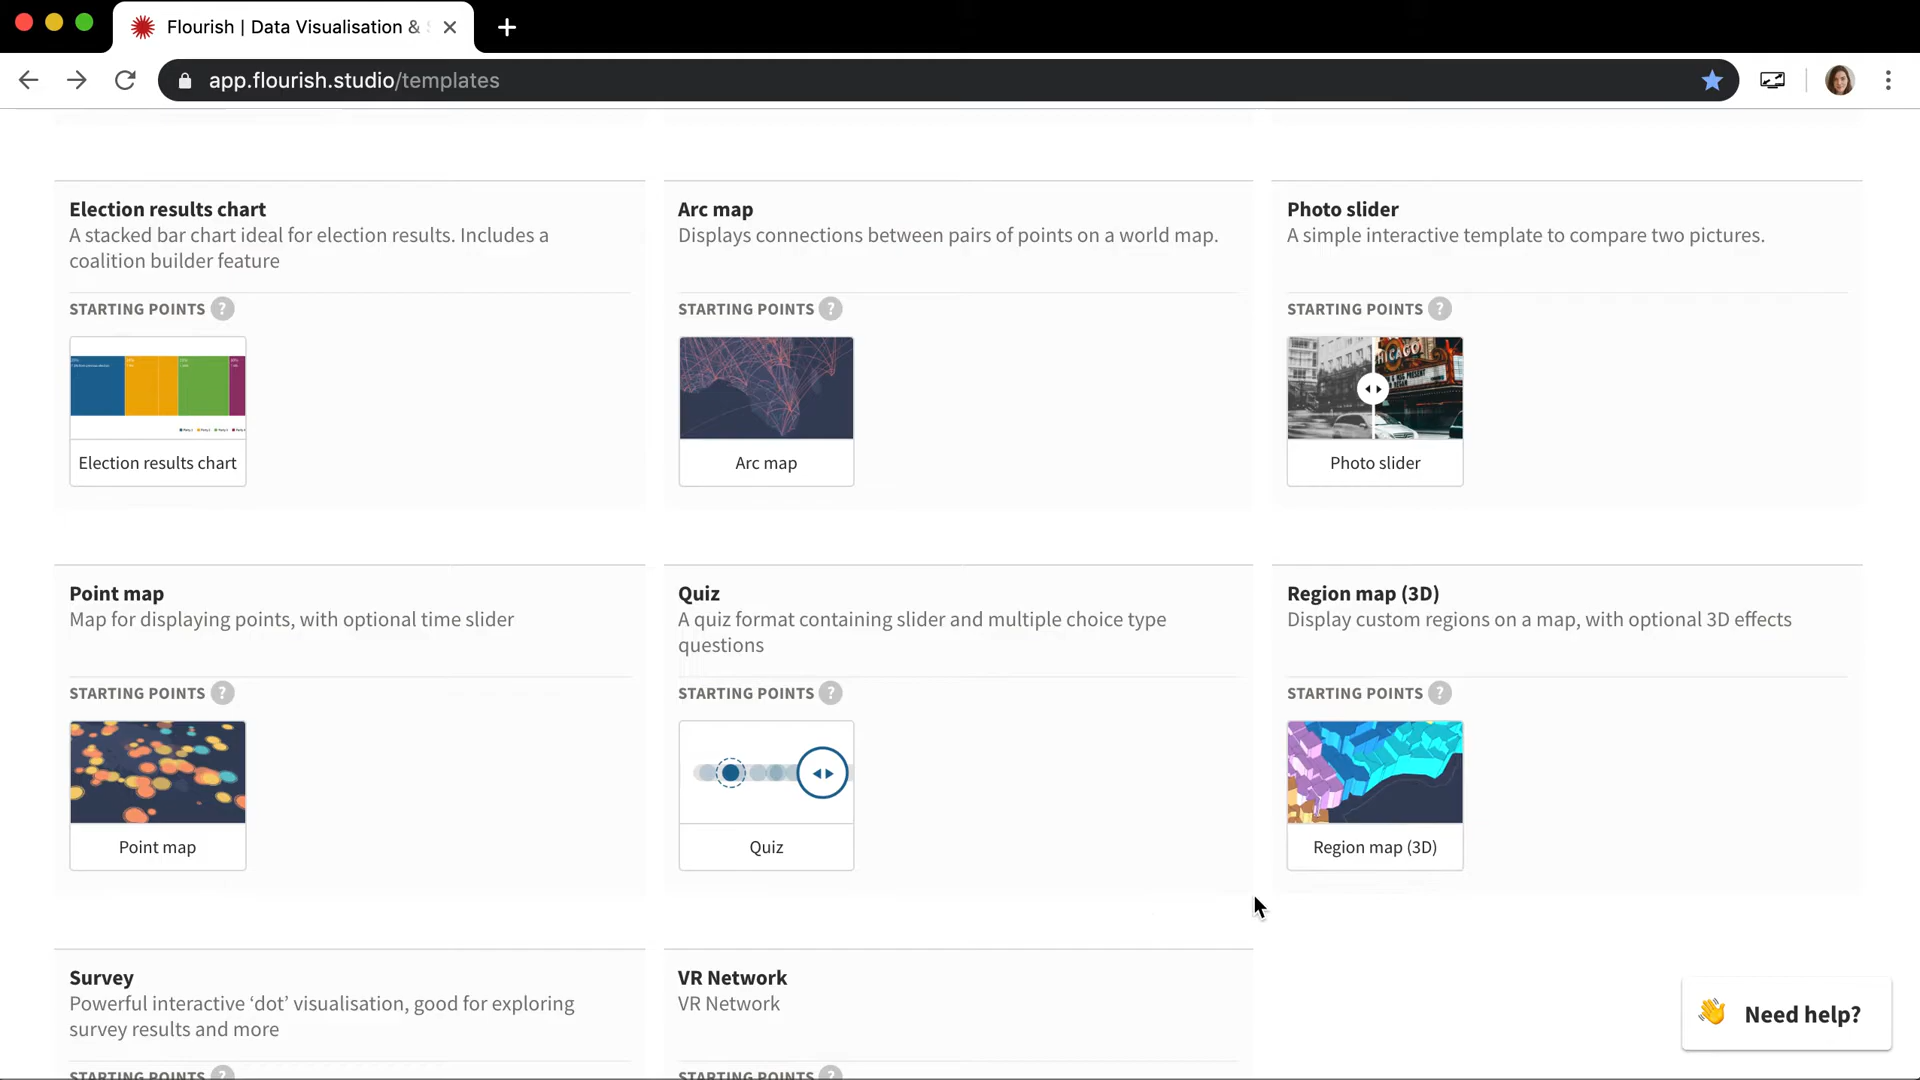 Flourish | Data Visualisation &
app.flourish.studio/templates
Election results chart
A stacked bar chart ideal for election results. Includes a
coalition builder feature
STARTING POINTS ?
Election results chart
Arc map
Displays connections between pairs of points on a world map.
STARTING POINTS ?
Arc map
Photo slider
A simple interactive template to compare two pictures.
STARTING POINTS ?
CHICAGO
Photo slider
Point map
Map for displaying points, with optional time slider
STARTING POINTS ?
Point map
Quiz
A quiz format containing slider and multiple choice type
questions
STARTING POINTS ?
Quiz
Region map (3D)
Display custom regions on a map, with optional 3D effects
STARTING POINTS ?
Region map (3D)
Survey
Powerful interactive ‘dot’ visualisation, good for exploring
survey results and more
STARTING POINTS ?
VR Network
VR Network
STARTING POINTS ?
Need help?